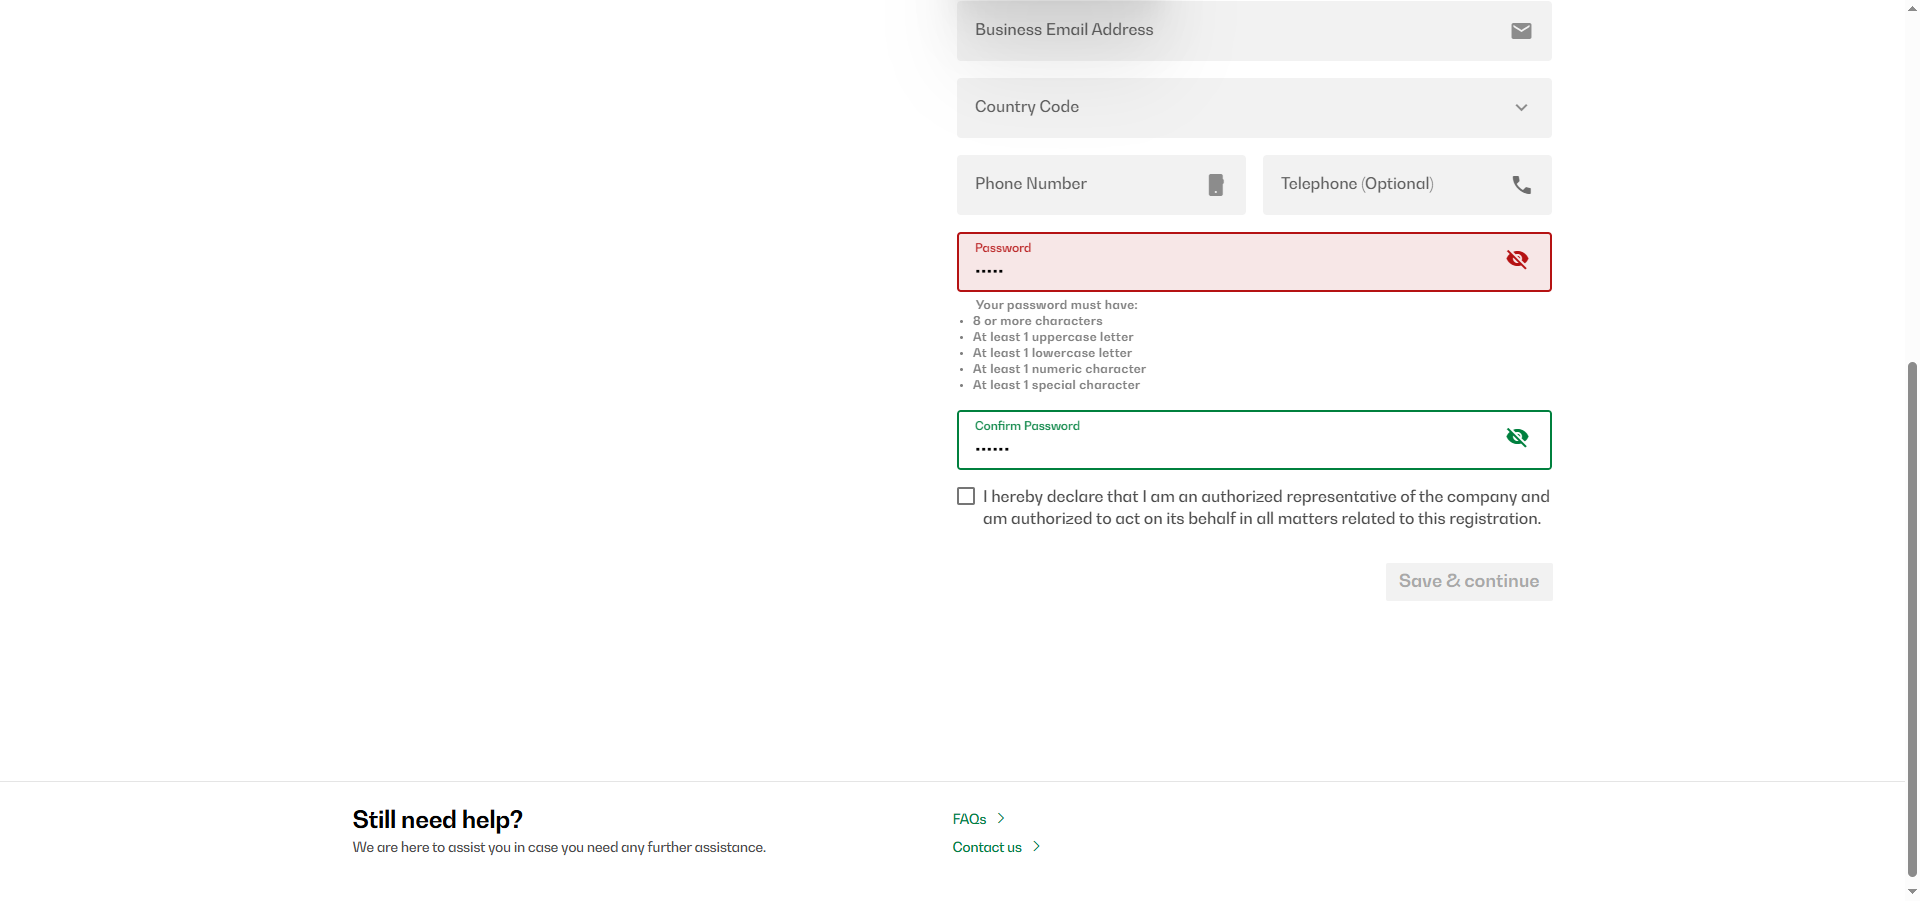 Business Email Address
Country Code
Phone Number
Telephone (Optional)
Password
•••••
Your password must have:
• 8 or more characters
• At least 1 uppercase letter
• At least 1 lowercase letter
• At least 1 numeric character
• At least 1 special character
Confirm Password
••••••
I hereby declare that I am an authorized representative of the company and
am authorized to act on its behalf in all matters related to this registration.
Save & continue
Still need help?
We are here to assist you in case you need any further assistance.
FAQs
Contact us